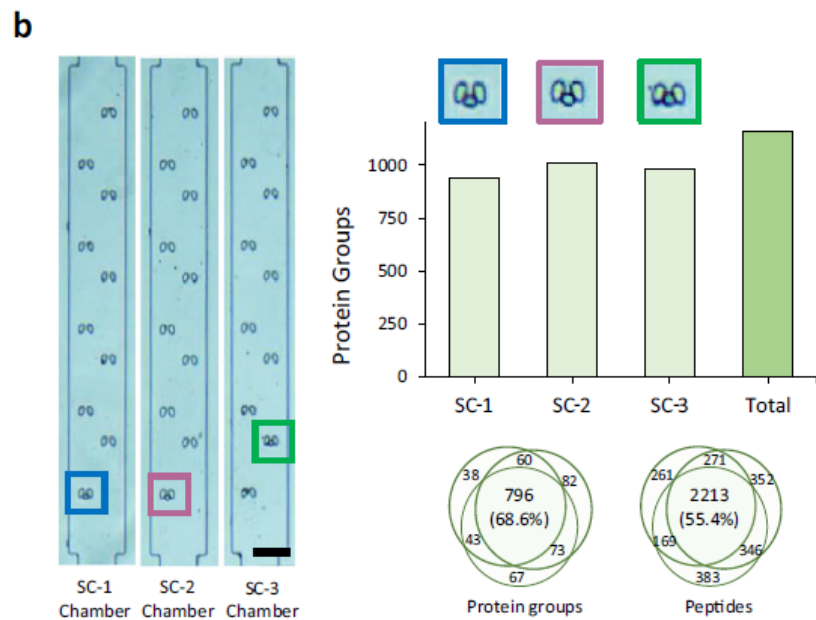 b
SC-1
Chamber
SC-2
Chamber
SC-3
Chamber
Protein Groups
1000
750
500
250
0
SC-1
SC-2
SC-3
Total
38
60
82
796
(68.6%)
43
73
67
Protein groups
261
271
352
2213
(55.4%)
169
346
383
Peptides